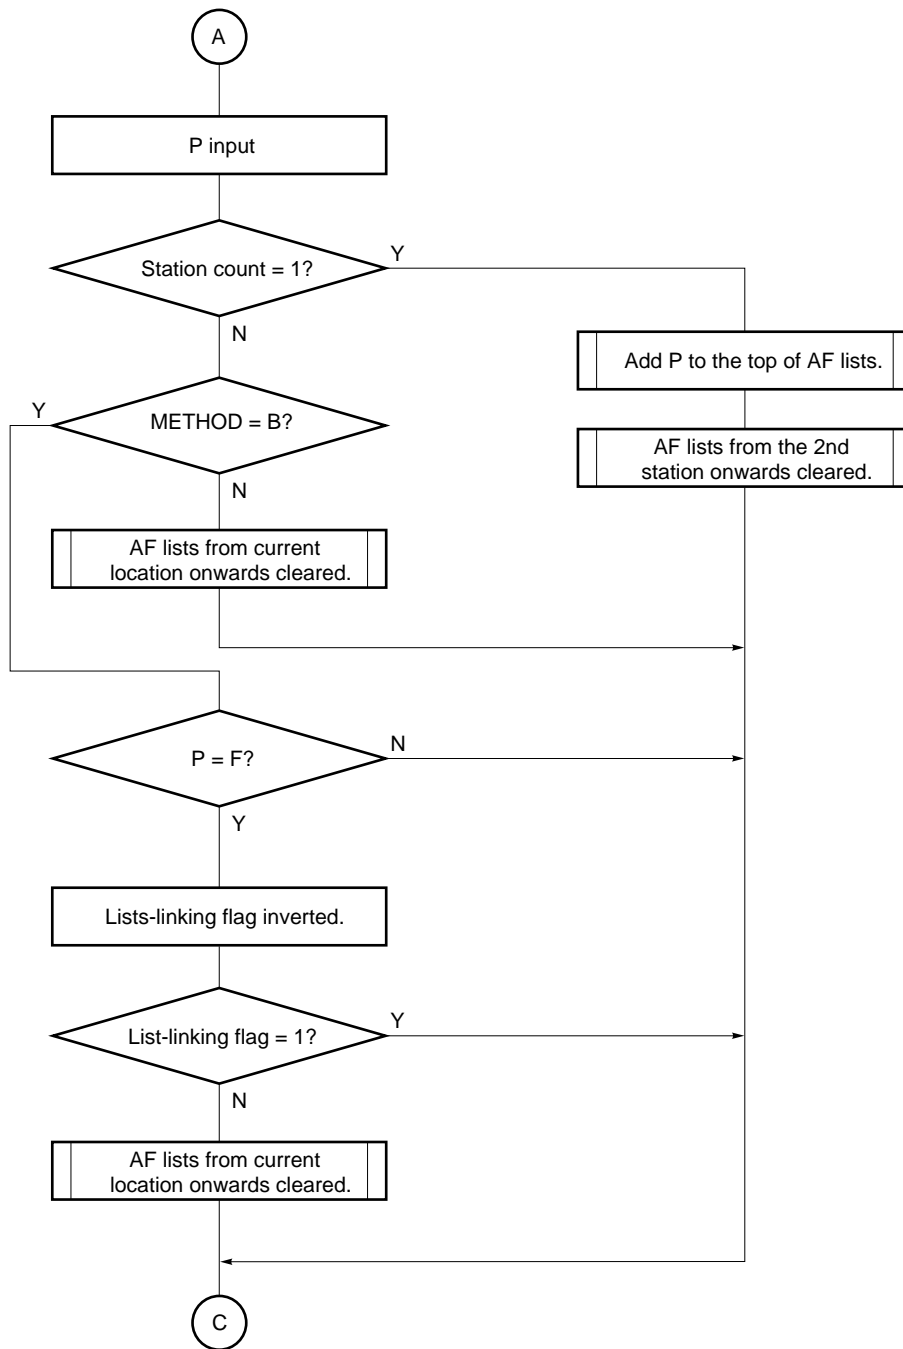 A
P input
Station count = 1?
Y
N
Add P to the top of AF lists.
METHOD = B?
Y
N
AF lists from the 2nd
station onwards cleared.
AF lists from current
location onwards cleared.
P = F?
N
Y
Lists-linking flag inverted.
List-linking flag = 1?
Y
N
AF lists from current
location onwards cleared.
C